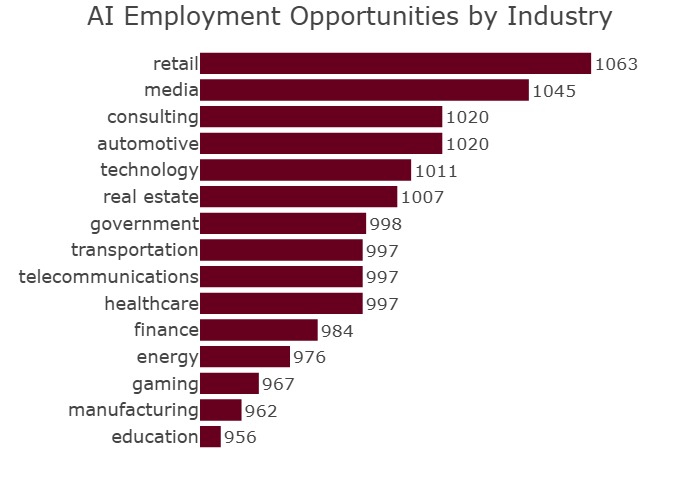 AI Employment Opportunities by Industry
retail 1063
media 1045
consulting 1020
automotive 1020
technology 1011
real estate 1007
government 998
transportation 997
telecommunications 997
healthcare 997
finance 984
energy 976
gaming 967
manufacturing 962
education 956